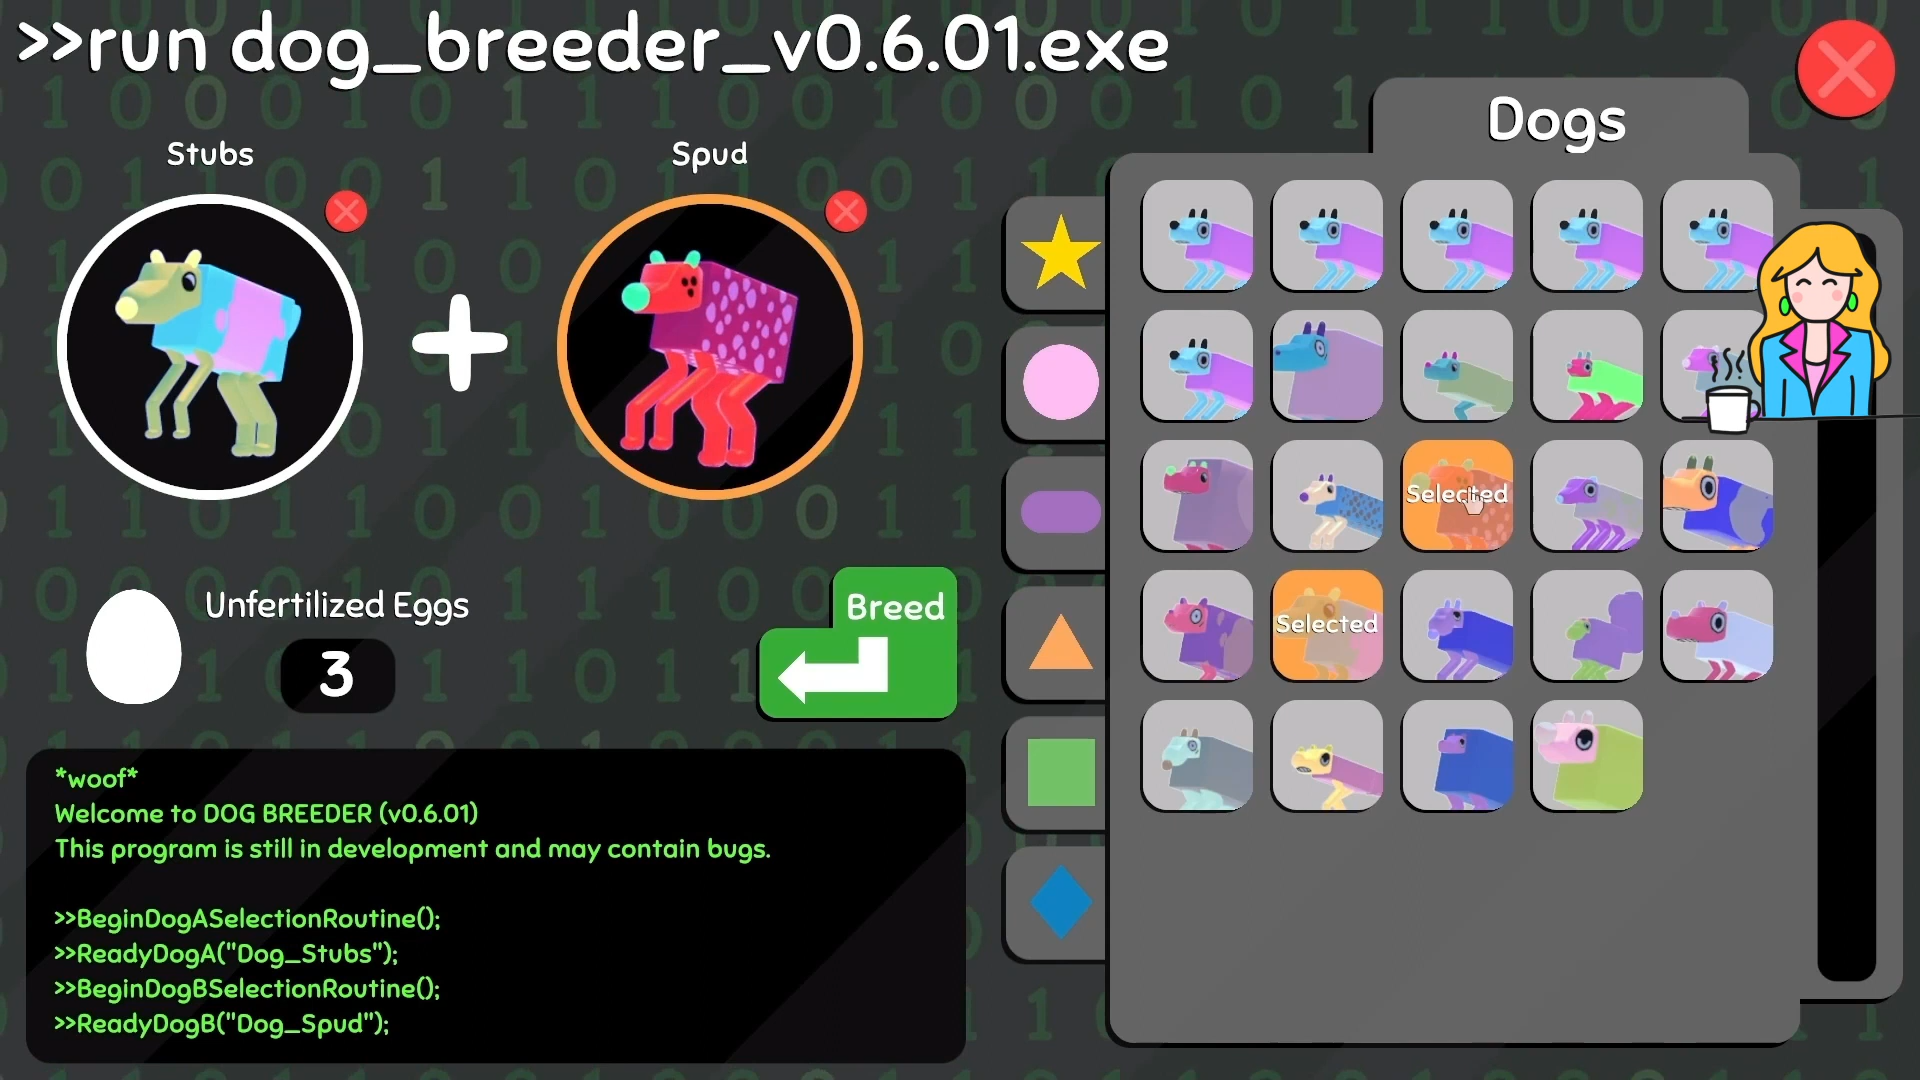 >>run dog_breeder_v0.6.01.exe
Dogs
Stubs
Spud
Selected
Selected
Unfertilized Eggs
3
Breed
*woof*
Welcome to DOG BREEDER (v0.6.01)
This program is still in development and may contain bugs.
>>BeginDogASelectionRoutine();
>>ReadyDogA("Dog_Stubs");
>>BeginDogBSelectionRoutine();
>>ReadyDogB("Dog_Spud");